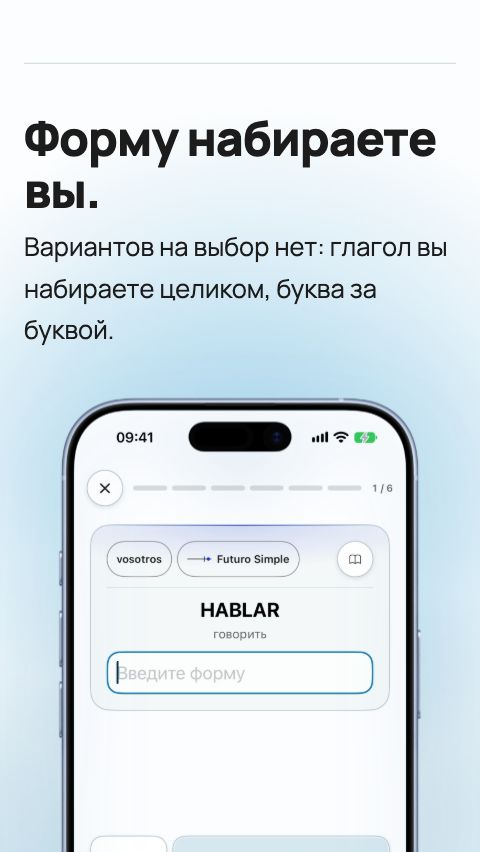 Форму набираете
вы.
Вариантов на выбор нет: глагол вы
набираете целиком, буква за
буквой.
09:41
1 / 6
vosotros
Futuro Simple
HABLAR
говорить
Введите форму